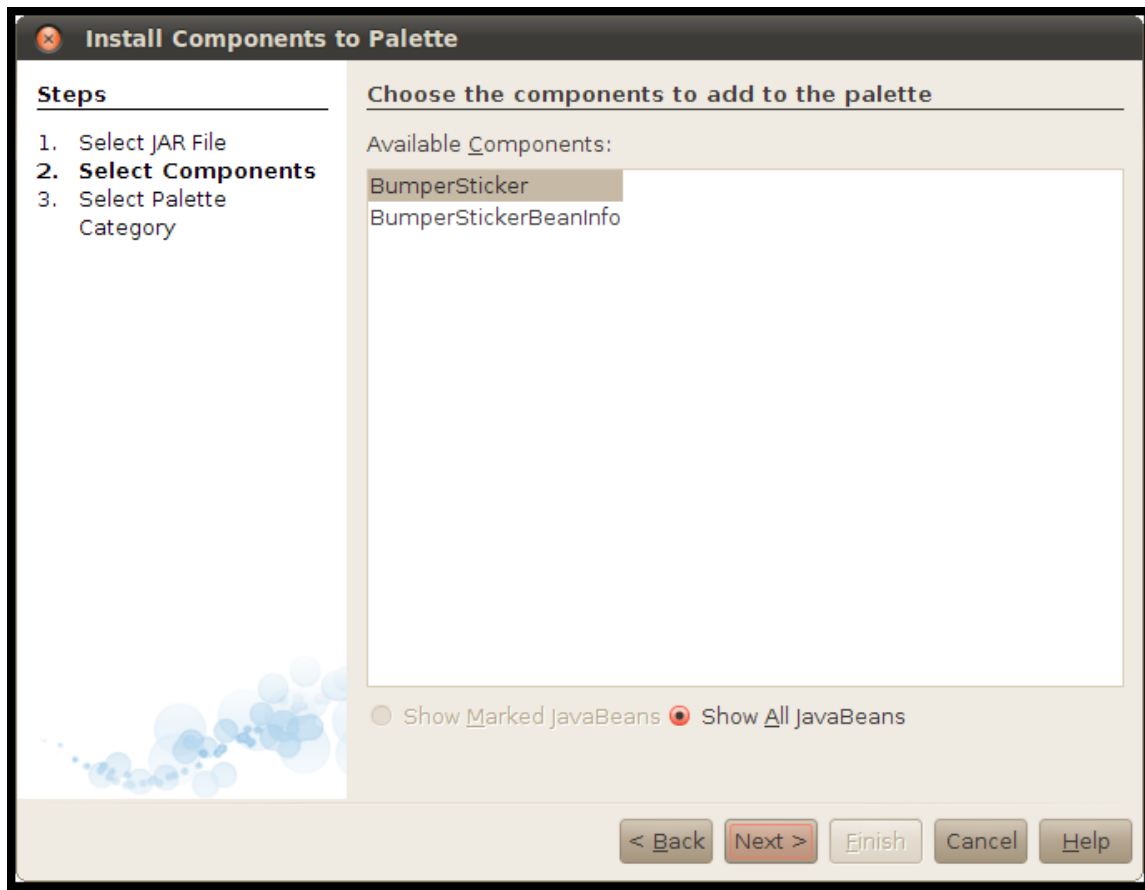 Install Components to Palette
Steps
1. Select JAR File
2. Select Components
3. Select Palette
Category
Choose the components to add to the palette
Available Components:
BumperSticker
BumperStickerBeanInfo
Show Marked JavaBeans Show All JavaBeans
< Back Next > Finish Cancel Help